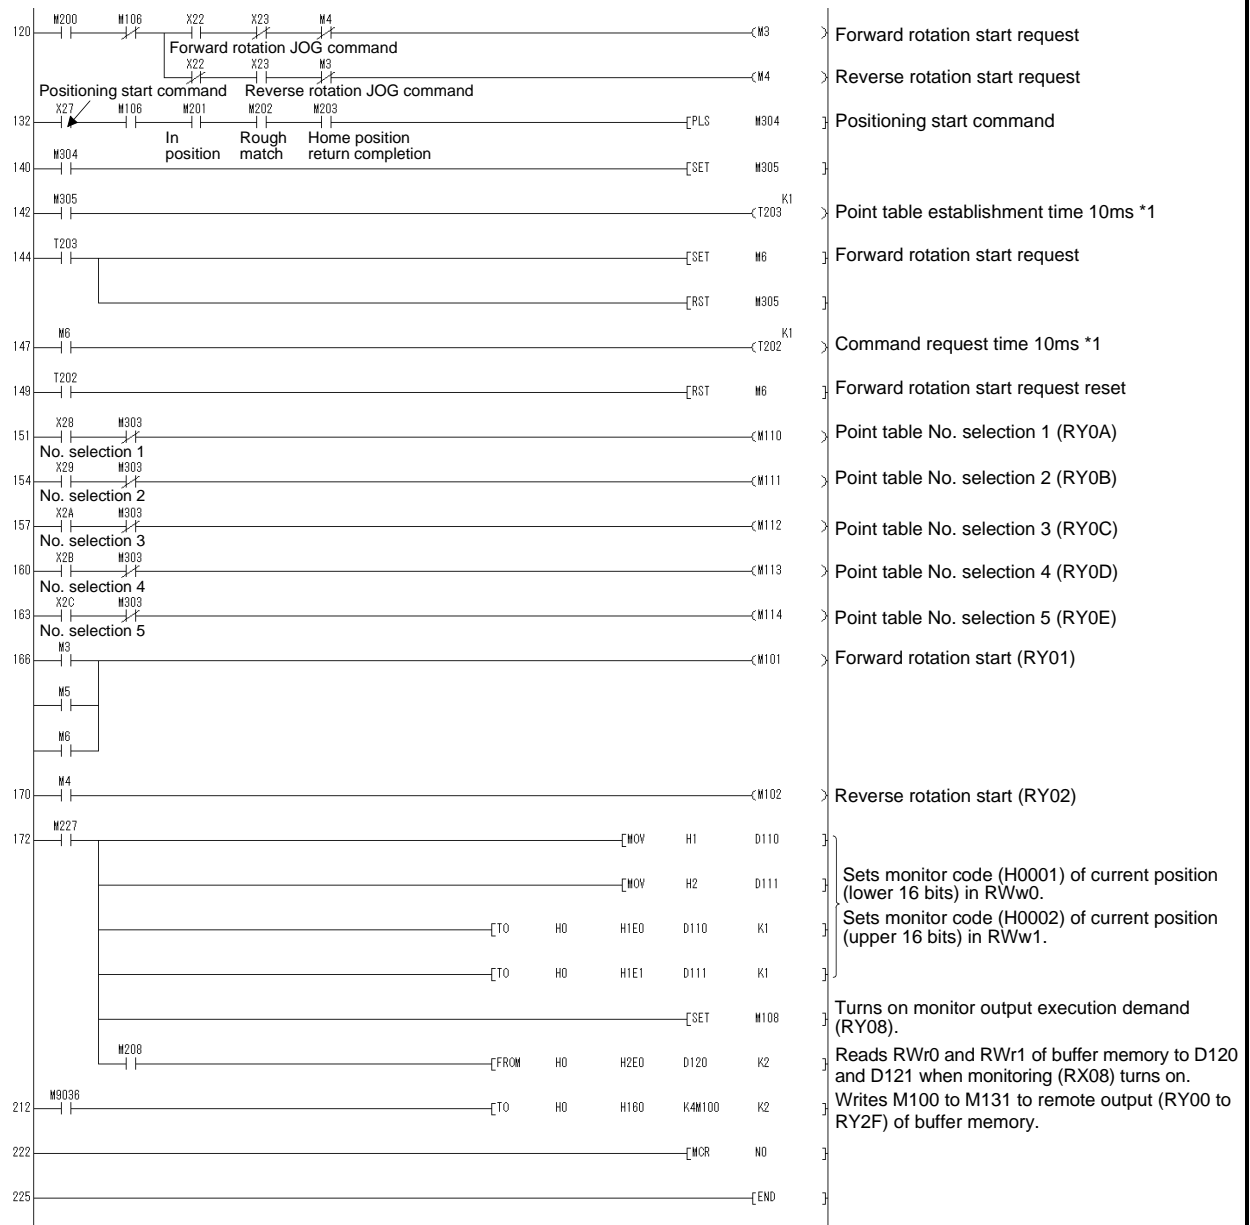 M200 M106 X22 X23 M4
120 (M3 ) Forward rotation start request
Forward rotation JOG command
X22 X23 M3
(M4 ) Reverse rotation start request
Positioning start command Reverse rotation JOG command
X27 M106 M201 M202 M203
132 [PLS M304 ] Positioning start command
In position Rough match Home position return completion
M304
140 [SET M305 ]
M305 K1
142 (T203 ) Point table establishment time 10ms *1
T203
144 [SET M6 ] Forward rotation start request
[RST M305 ]
M6 K1
147 (T202 ) Command request time 10ms *1
T202
149 [RST M6 ] Forward rotation start request reset
X28 M303
151 (M110 ) Point table No. selection 1 (RY0A)
No. selection 1
X29 M303
154 (M111 ) Point table No. selection 2 (RY0B)
No. selection 2
X2A M303
157 (M112 ) Point table No. selection 3 (RY0C)
No. selection 3
X2B M303
160 (M113 ) Point table No. selection 4 (RY0D)
No. selection 4
X2C M303
163 (M114 ) Point table No. selection 5 (RY0E)
No. selection 5
M3
166 (M101 ) Forward rotation start (RY01)
M5
M6
M4
170 (M102 ) Reverse rotation start (RY02)
M227
172 [MOV H1 D110 ]
[MOV H2 D111 ]
Sets monitor code (H0001) of current position
(lower 16 bits) in RWw0.
Sets monitor code (H0002) of current position
(upper 16 bits) in RWw1.
[TO H0 H1E0 D110 K1 ]
[TO H0 H1E1 D111 K1 ]
[SET M108 ] Turns on monitor output execution demand
(RY08).
M208
[FROM H0 H2E0 D120 K2 ] Reads RWr0 and RWr1 of buffer memory to D120
and D121 when monitoring (RX08) turns on.
M9036
212 [TO H0 H160 K4M100 K2 ] Writes M100 to M131 to remote output (RY00 to
RY2F) of buffer memory.
222 [MCR N0 ]
225 [END ]